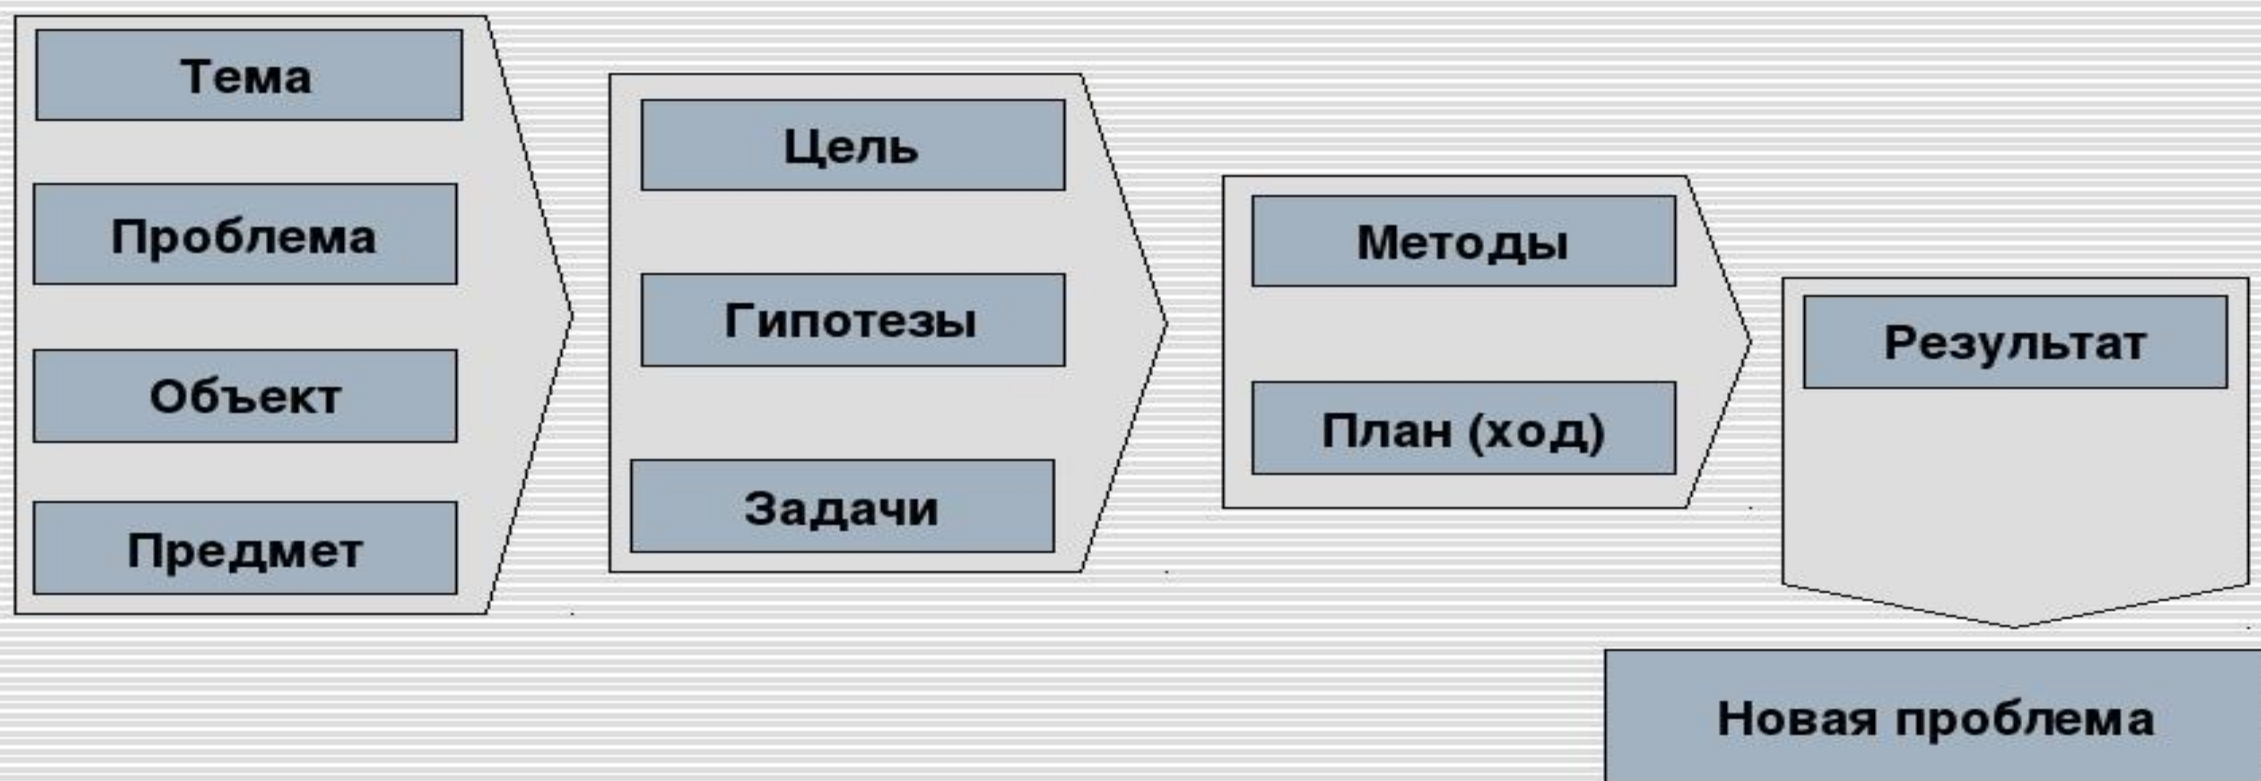 Тема
Проблема
Объект
Предмет
Цель
Гипотезы
Задачи
Методы
План (ход)
Результат
Новая проблема